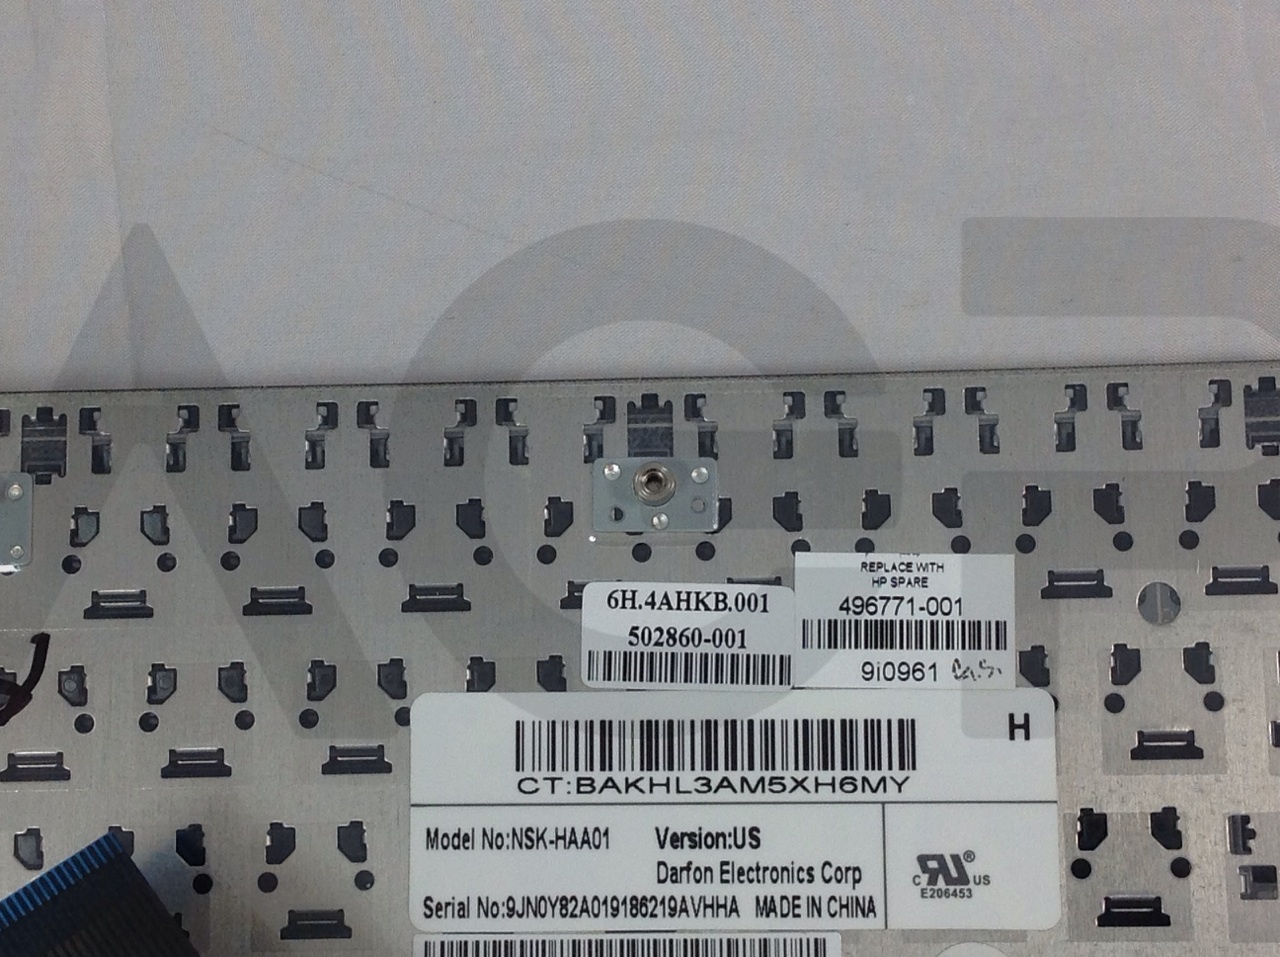 REPLACE WITH
HP SPARE
6H.4AHKB.001
496771-001
502860-001
9i0961
H
CT:BAKHL3AM5XH6MY
Model No:NSK-HAA01 Version:US
Darfon Electronics Corp
C RU ® US
E206453
Serial No:9JN0Y82A019186219AVHHA MADE IN CHINA